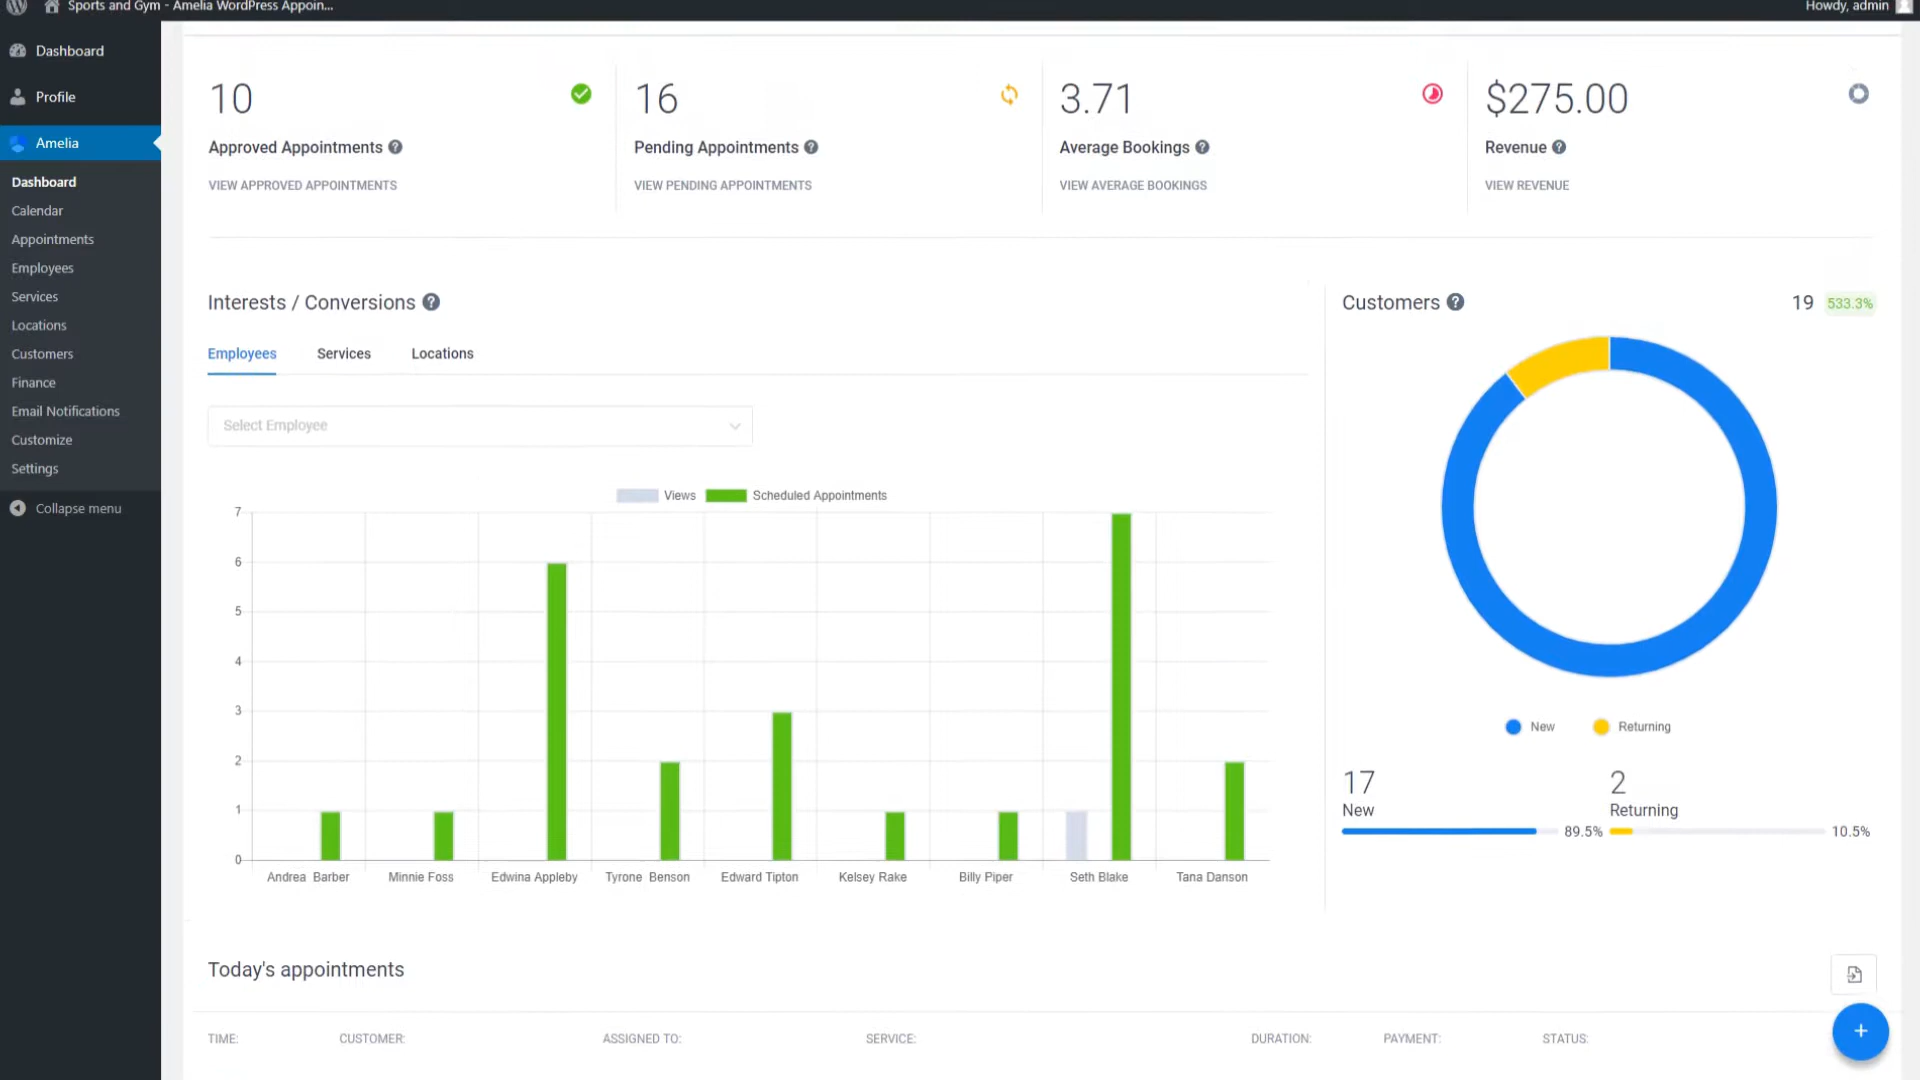 Sports and Gym - Amelia WordPress Appoin...
Howdy, admin
Dashboard
Profile
Amelia
Dashboard
Calendar
Appointments
Employees
Services
Locations
Customers
Finance
Email Notifications
Customize
Settings
Collapse menu
10
Approved Appointments ?
VIEW APPROVED APPOINTMENTS
16
Pending Appointments ?
VIEW PENDING APPOINTMENTS
3.71
Average Bookings ?
VIEW AVERAGE BOOKINGS
$275.00
Revenue ?
VIEW REVENUE
Interests / Conversions ?
Employees Services Locations
Select Employee
Views Scheduled Appointments
7
6
5
4
3
2
1
0
Andrea Barber Minnie Foss Edwina Appleby Tyrone Benson Edward Tipton Kelsey Rake Billy Piper Seth Blake Tana Danson
Customers ? 19 533.3%
New Returning
17
New
89.5%
2
Returning
10.5%
Today's appointments
TIME: CUSTOMER: ASSIGNED TO: SERVICE: DURATION: PAYMENT: STATUS:
+